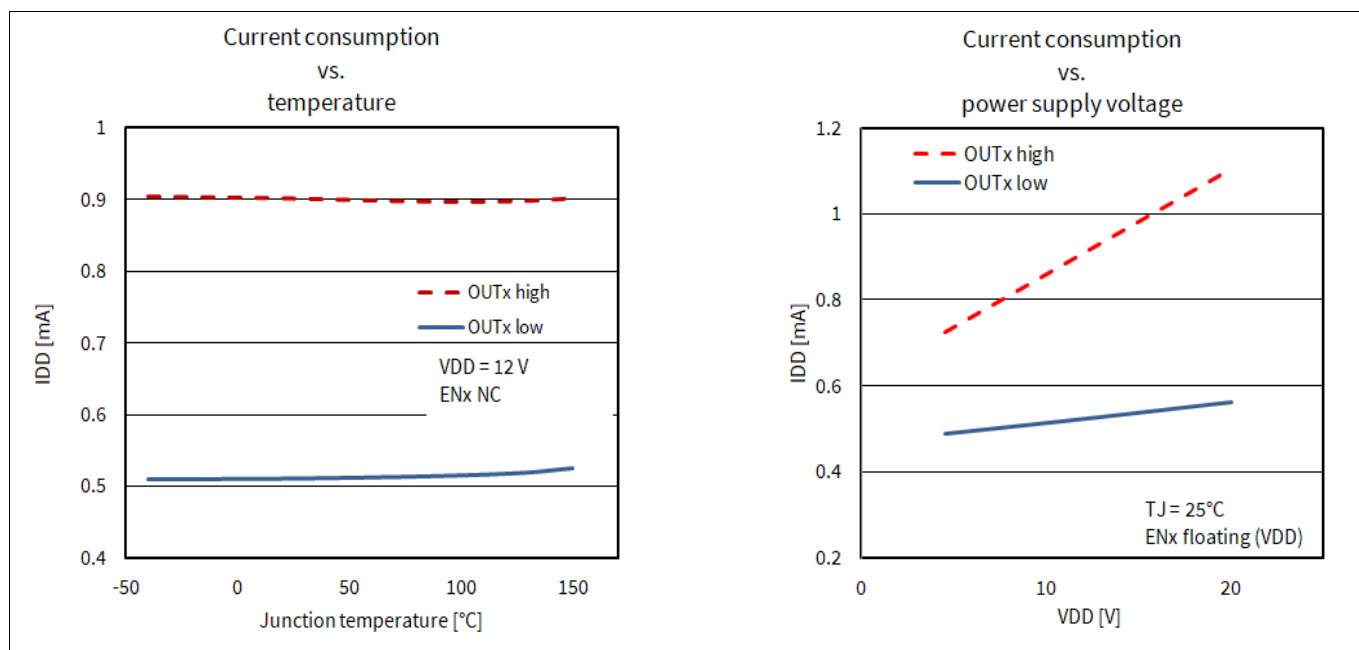 Current consumption
vs.
temperature
1
0.9
0.8
0.7
0.6
0.5
0.4
IDD [mA]
OUTx high
OUTx low
VDD = 12 V
ENx NC
-50
0
50
100
150
Junction temperature [°C]
Current consumption
vs.
power supply voltage
1.2
1
0.8
0.6
0.4
0.2
IDD [mA]
OUTx high
OUTx low
TJ = 25°C
ENx floating (VDD)
0
10
20
VDD [V]